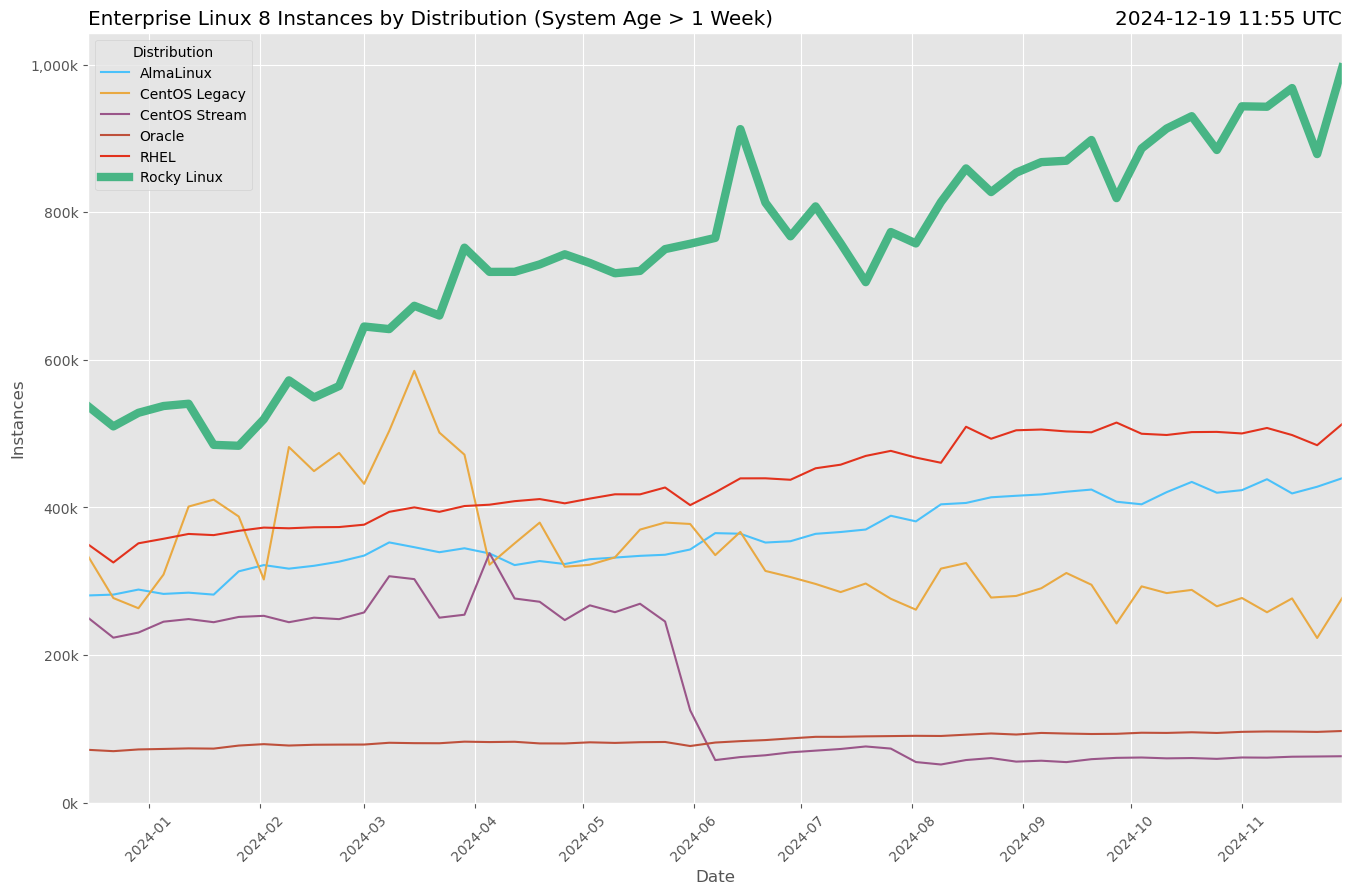 Enterprise Linux 8 Instances by Distribution (System Age > 1 Week)
2024-12-19 11:55 UTC
Distribution
AlmaLinux
CentOS Legacy
CentOS Stream
Oracle
RHEL
Rocky Linux
1,000k
800k
600k
400k
200k
0k
Instances
2024-01
2024-02
2024-03
2024-04
2024-05
2024-06
2024-07
2024-08
2024-09
2024-10
2024-11
Date